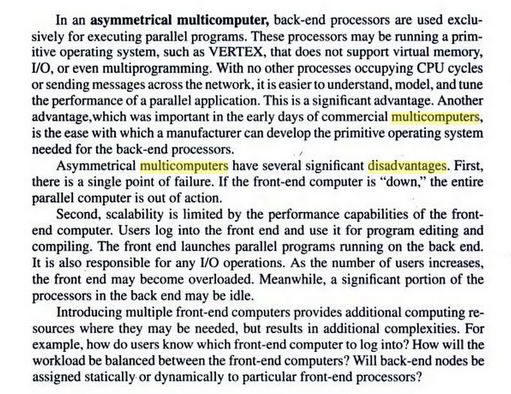 In an asymmetrical multicomputer, back-end processors are used exclu-
sively for executing parallel programs. These processors may be running a prim-
itive operating system, such as VERTEX, that does not support virtual memory,
I/O, or even multiprogramming. With no other processes occupying CPU cycles
or sending messages across the network, it is easier to understand, model, and tune
the performance of a parallel application. This is a significant advantage. Another
advantage,which was important in the early days of commercial multicomputers,
is the ease with which a manufacturer can develop the primitive operating system
needed for the back-end processors.
Asymmetrical multicomputers have several significant disadvantages. First,
there is a single point of failure. If the front-end computer is “down,” the entire
parallel computer is out of action.
Second, scalability is limited by the performance capabilities of the front-
end computer. Users log into the front end and use it for program editing and
compiling. The front end launches parallel programs running on the back end.
It is also responsible for any I/O operations. As the number of users increases,
the front end may become overloaded. Meanwhile, a significant portion of the
processors in the back end may be idle.
Introducing multiple front-end computers provides additional computing re-
sources where they may be needed, but results in additional complexities. For
example, how do users know which front-end computer to log into? How will the
workload be balanced between the front-end computers? Will back-end nodes be
assigned statically or dynamically to particular front-end processors?